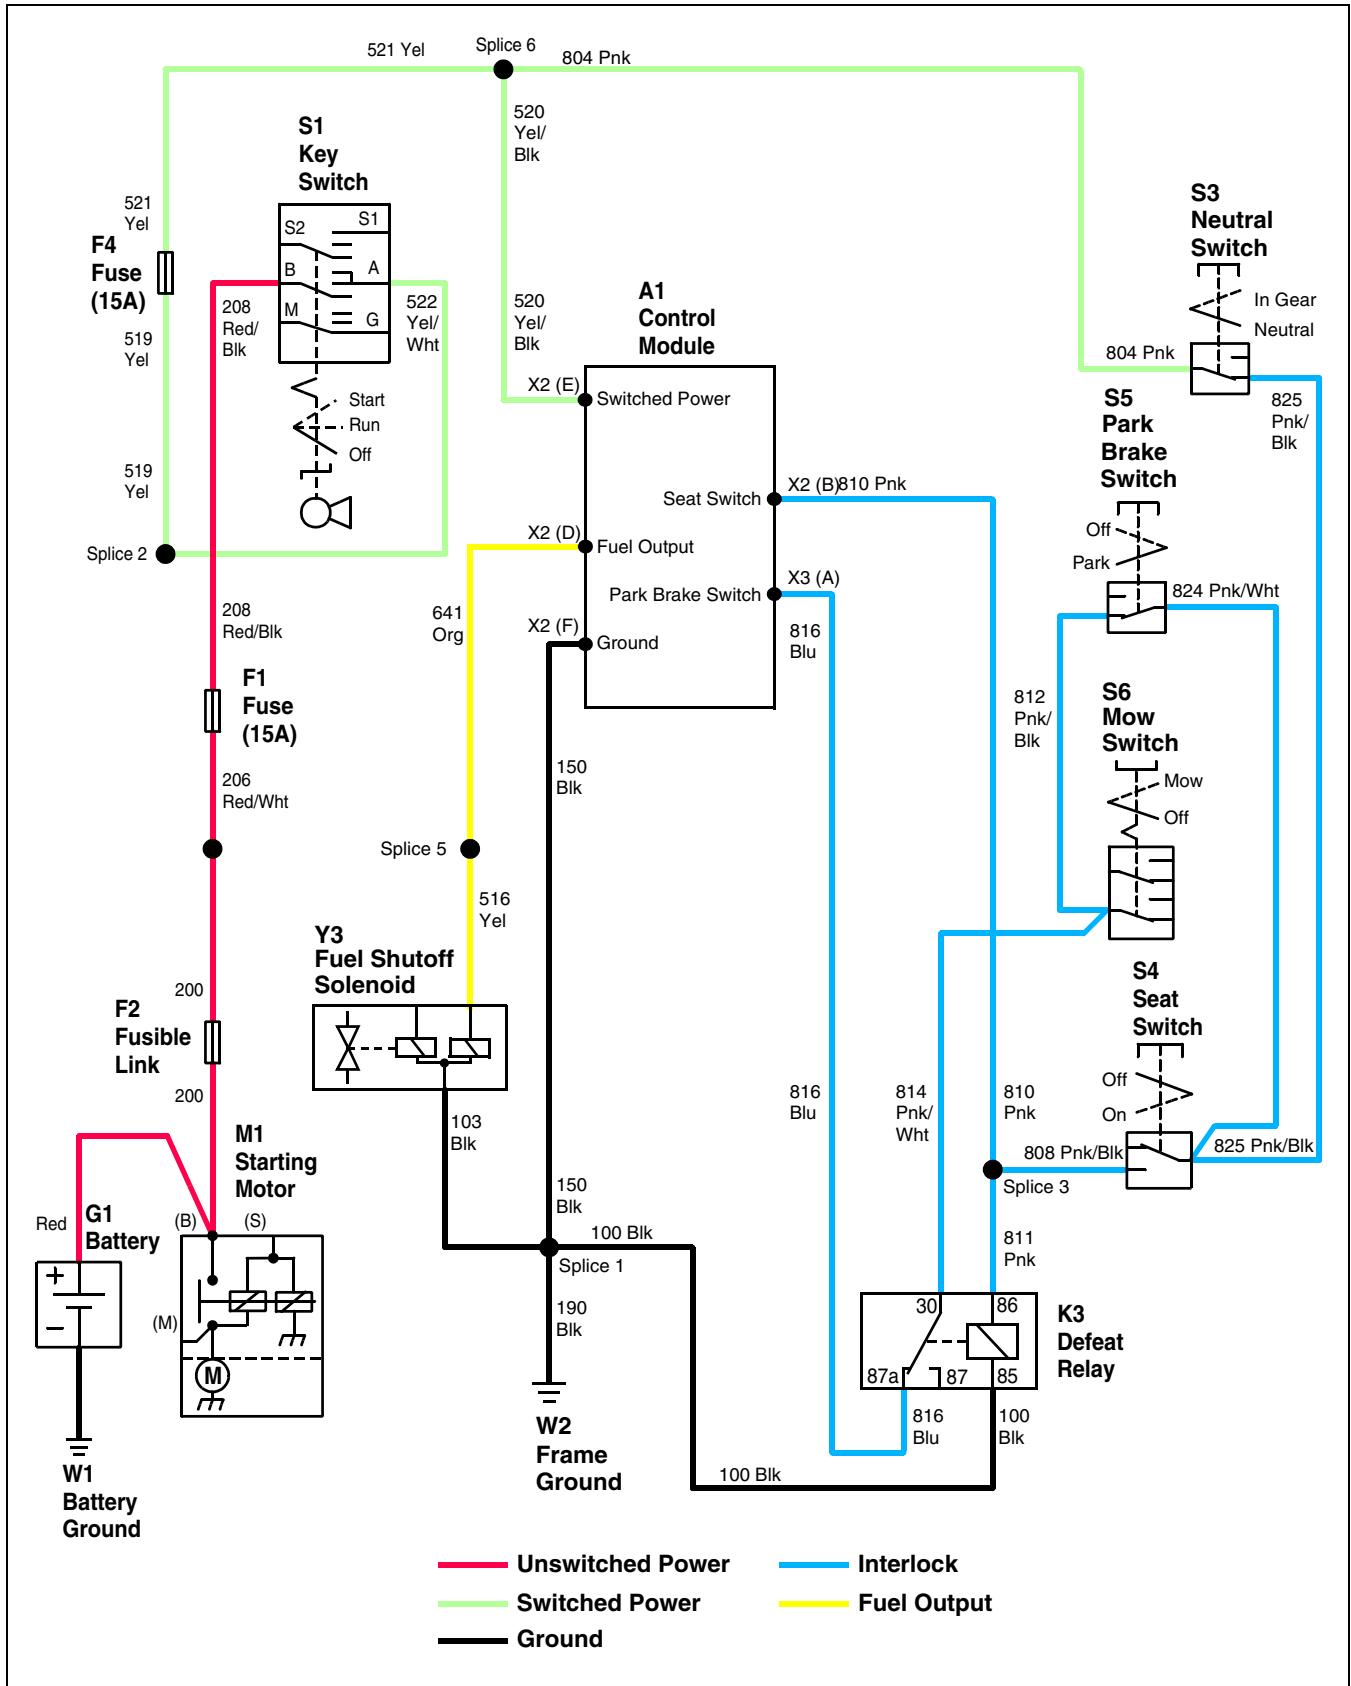 521 Yel
Splice 6
804 Pnk
520
Yel/
Blk
S1
Key
Switch
521
Yel
F4
Fuse
(15A)
S2
S1
B
A
M
G
208
Red/
Blk
522
Yel/
Wht
519
Yel
Start
Run
Off
519
Yel
Splice 2
520
Yel/
Blk
A1
Control
Module
X2 (E)
Switched Power
Seat Switch
X2 (B)
810 Pnk
X2 (D)
Fuel Output
Park Brake Switch
X3 (A)
X2 (F)
Ground
S3
Neutral
Switch
In Gear
Neutral
804 Pnk
825
Pnk/
Blk
S5
Park
Brake
Switch
Off
Park
824 Pnk/Wht
208
Red/Blk
F1
Fuse
(15A)
206
Red/Wht
641
Org
816
Blu
812
Pnk/
Blk
S6
Mow
Switch
Mow
Off
150
Blk
Splice 5
516
Yel
Y3
Fuel Shutoff
Solenoid
200
F2
Fusible
Link
200
S4
Seat
Switch
Off
On
816
Blu
814
Pnk/
Wht
810
Pnk
808 Pnk/Blk
825 Pnk/Blk
Splice 3
103
Blk
M1
Starting
Motor
150
Blk
100 Blk
Splice 1
811
Pnk
Red
G1
Battery
(B)
(S)
+
−
(M)
M
190
Blk
30
86
87a
87
85
K3
Defeat
Relay
816
Blu
100
Blk
W2
Frame
Ground
100 Blk
W1
Battery
Ground
Unswitched Power
Interlock
Switched Power
Fuel Output
Ground